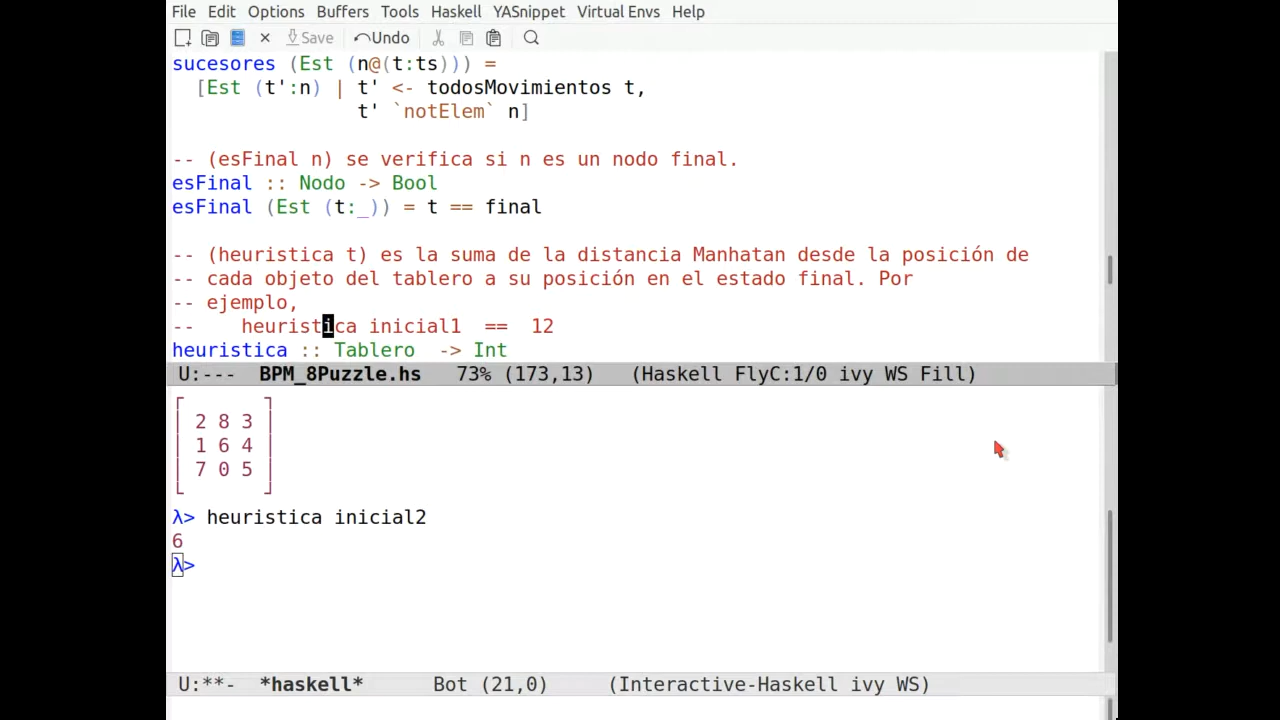 File Edit Options Buffers Tools Haskell YASnippet Virtual Envs Help
Save Undo
sucesores (Est (n@(t:ts))) =
  [Est (t':n) | t' <- todosMovimientos t,
                t' `notElem` n]
-- (esFinal n) se verifica si n es un nodo final.
esFinal :: Nodo -> Bool
esFinal (Est (t:_)) = t == final
-- (heuristica t) es la suma de la distancia Manhatan desde la posición de
-- cada objeto del tablero a su posición en el estado final. Por
-- ejemplo,
--    heuristica inicial1  ==  12
heuristica :: Tablero  -> Int
U:---  BPM_8Puzzle.hs   73% (173,13)   (Haskell FlyC:1/0 ivy WS Fill)
2 8 3
1 6 4
7 0 5
λ> heuristica inicial2
6
λ>
U:**-  *haskell*      Bot (21,0)     (Interactive-Haskell ivy WS)